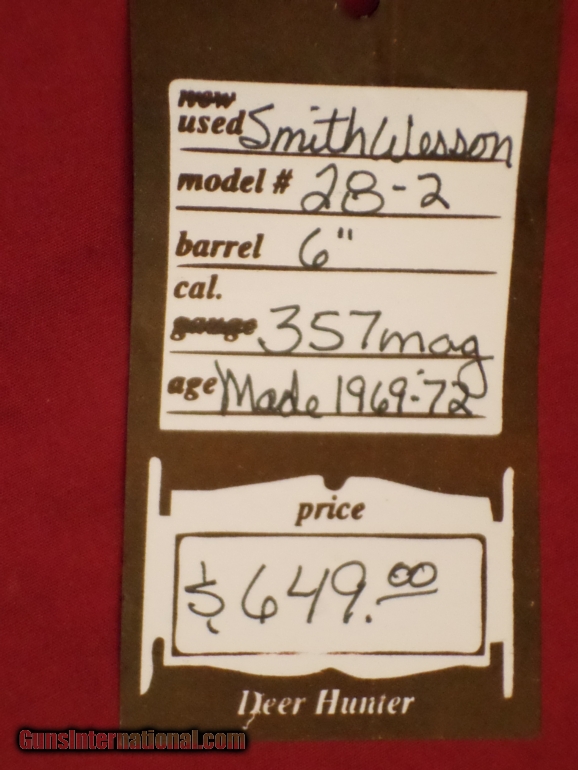 new
used Smith Wesson
model # 28-2
barrel 6"
cal.
gauge .357 mag
age Made 1969-72
price
$649.00
Deer Hunter
GunsInternational.com